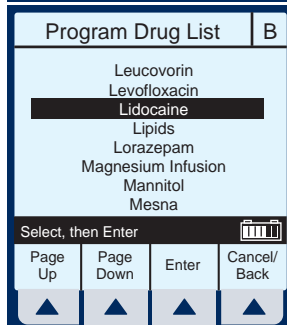 Program Drug List B
Leucovorin
Levofloxacin
Lidocaine
Lipids
Lorazepam
Magnesium Infusion
Mannitol
Mesna
Select, then Enter
Page Up
Page Down
Enter
Cancel/ Back